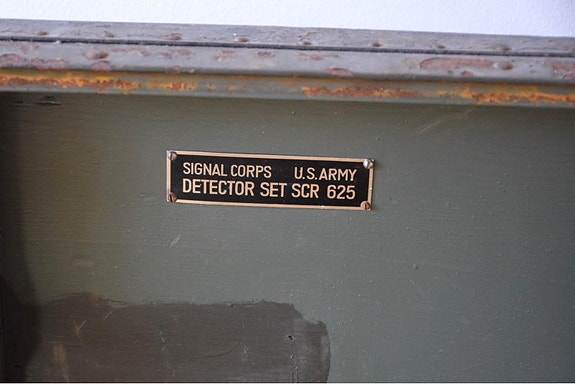 SIGNAL CORPS U.S. ARMY
DETECTOR SET SCR 625